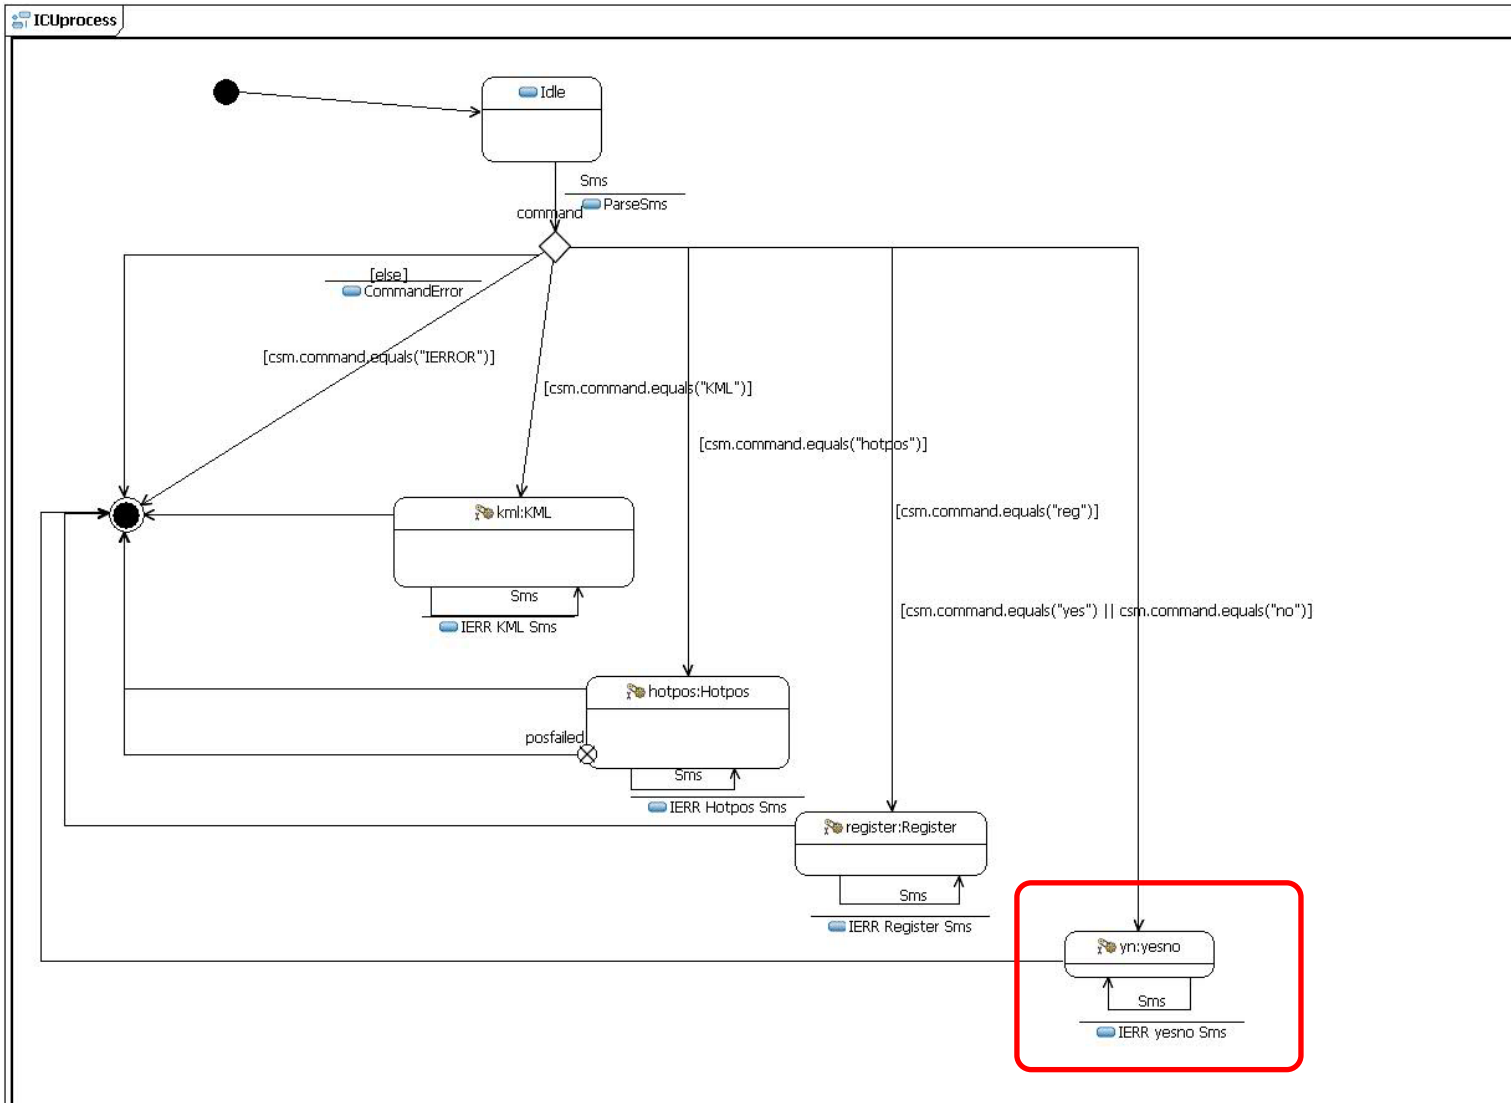 ICUprocess
Idle
Sms
ParseSms
command
[else]
CommandError
[csm.command.equals("IERROR")]
[csm.command.equals("KML")]
[csm.command.equals("hotpos")]
[csm.command.equals("reg")]
[csm.command.equals("yes") || csm.command.equals("no")]
kml:KML
Sms
IERR KML Sms
hotpos:Hotpos
posfailed
Sms
IERR Hotpos Sms
register:Register
Sms
IERR Register Sms
yn:yesno
Sms
IERR yesno Sms